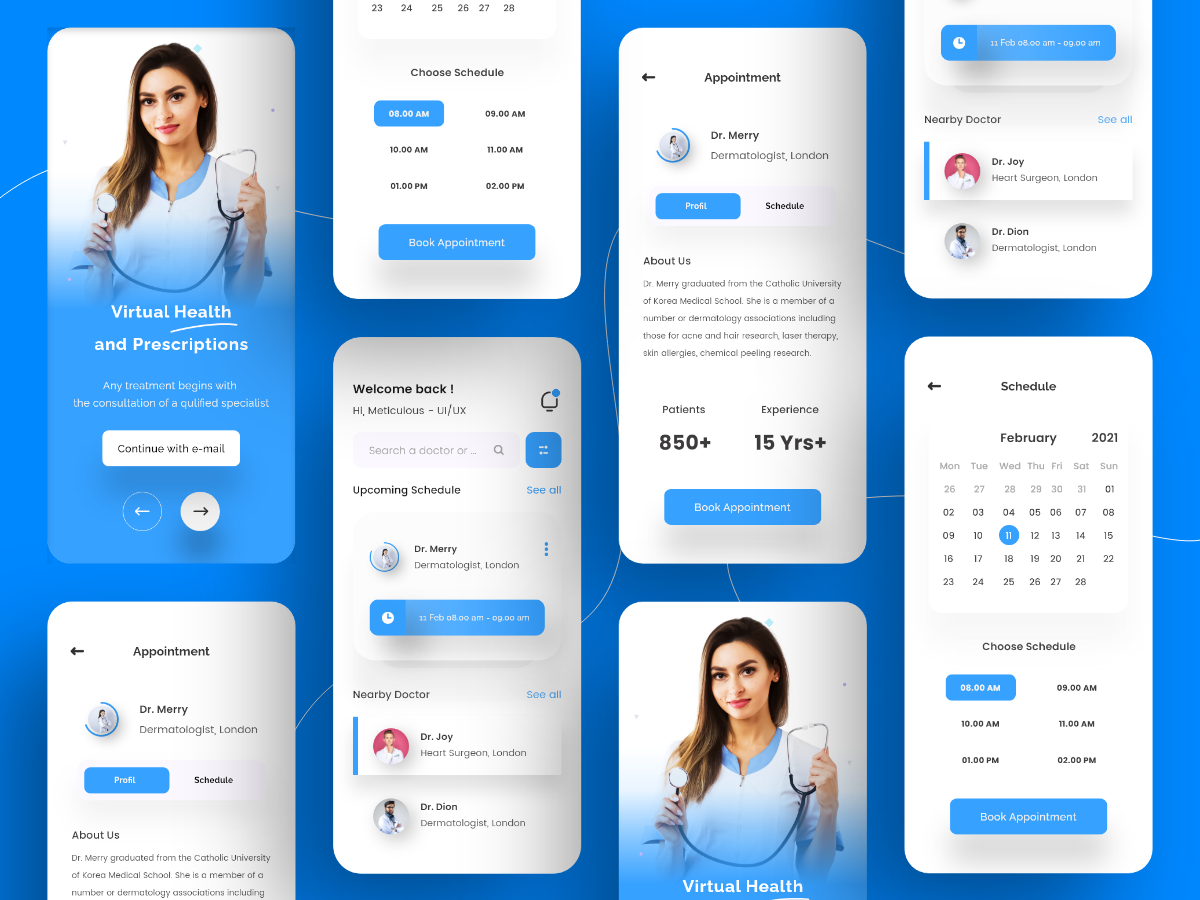 Virtual Health
and Prescriptions
Any treatment begins with
the consultation of a qulified specialist
Continue with e-mail
Appointment
Dr. Merry
Dermatologist, London
Profil Schedule
About Us
Dr. Merry graduated from the Catholic University
of Korea Medical School. She is a member of a
number or dermatology associations including
23 24 25 26 27 28
Choose Schedule
08.00 AM 09.00 AM
10.00 AM 11.00 AM
01.00 PM 02.00 PM
Book Appointment
Welcome back !
Hi, Meticulous - UI/UX
Search a doctor or ...
Upcoming Schedule See all
Dr. Merry
Dermatologist, London
11 Feb 08.00 am - 09.00 am
Nearby Doctor See all
Dr. Joy
Heart Surgeon, London
Dr. Dion
Dermatologist, London
Appointment
Dr. Merry
Dermatologist, London
Profil Schedule
About Us
Dr. Merry graduated from the Catholic University
of Korea Medical School. She is a member of a
number or dermatology associations including
those for acne and hair research, laser therapy,
skin allergies, chemical peeling research.
Patients Experience
850+ 15 Yrs+
Book Appointment
Virtual Health
11 Feb 08.00 am - 09.00 am
Nearby Doctor See all
Dr. Joy
Heart Surgeon, London
Dr. Dion
Dermatologist, London
Schedule
February 2021
Mon Tue Wed Thu Fri Sat Sun
26 27 28 29 30 31 01
02 03 04 05 06 07 08
09 10 11 12 13 14 15
16 17 18 19 20 21 22
23 24 25 26 27 28
Choose Schedule
08.00 AM 09.00 AM
10.00 AM 11.00 AM
01.00 PM 02.00 PM
Book Appointment